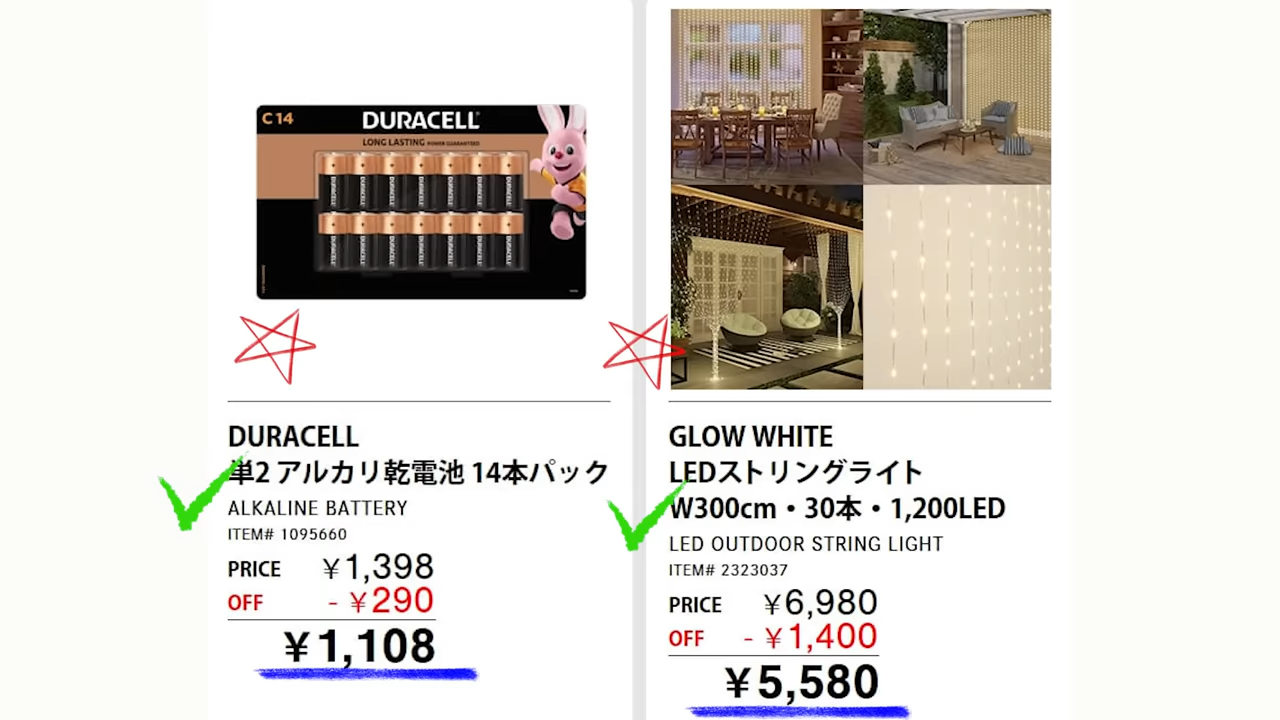 C 14
DURACELL
LONG LASTING POWER GUARANTEED
DURACELL
単2 アルカリ乾電池 14本パック
ALKALINE BATTERY
ITEM# 1095660
PRICE ¥1,398
OFF - ¥290
¥1,108
GLOW WHITE
LEDストリングライト
W300cm・30本・1,200LED
LED OUTDOOR STRING LIGHT
ITEM# 2323037
PRICE ¥6,980
OFF - ¥1,400
¥5,580